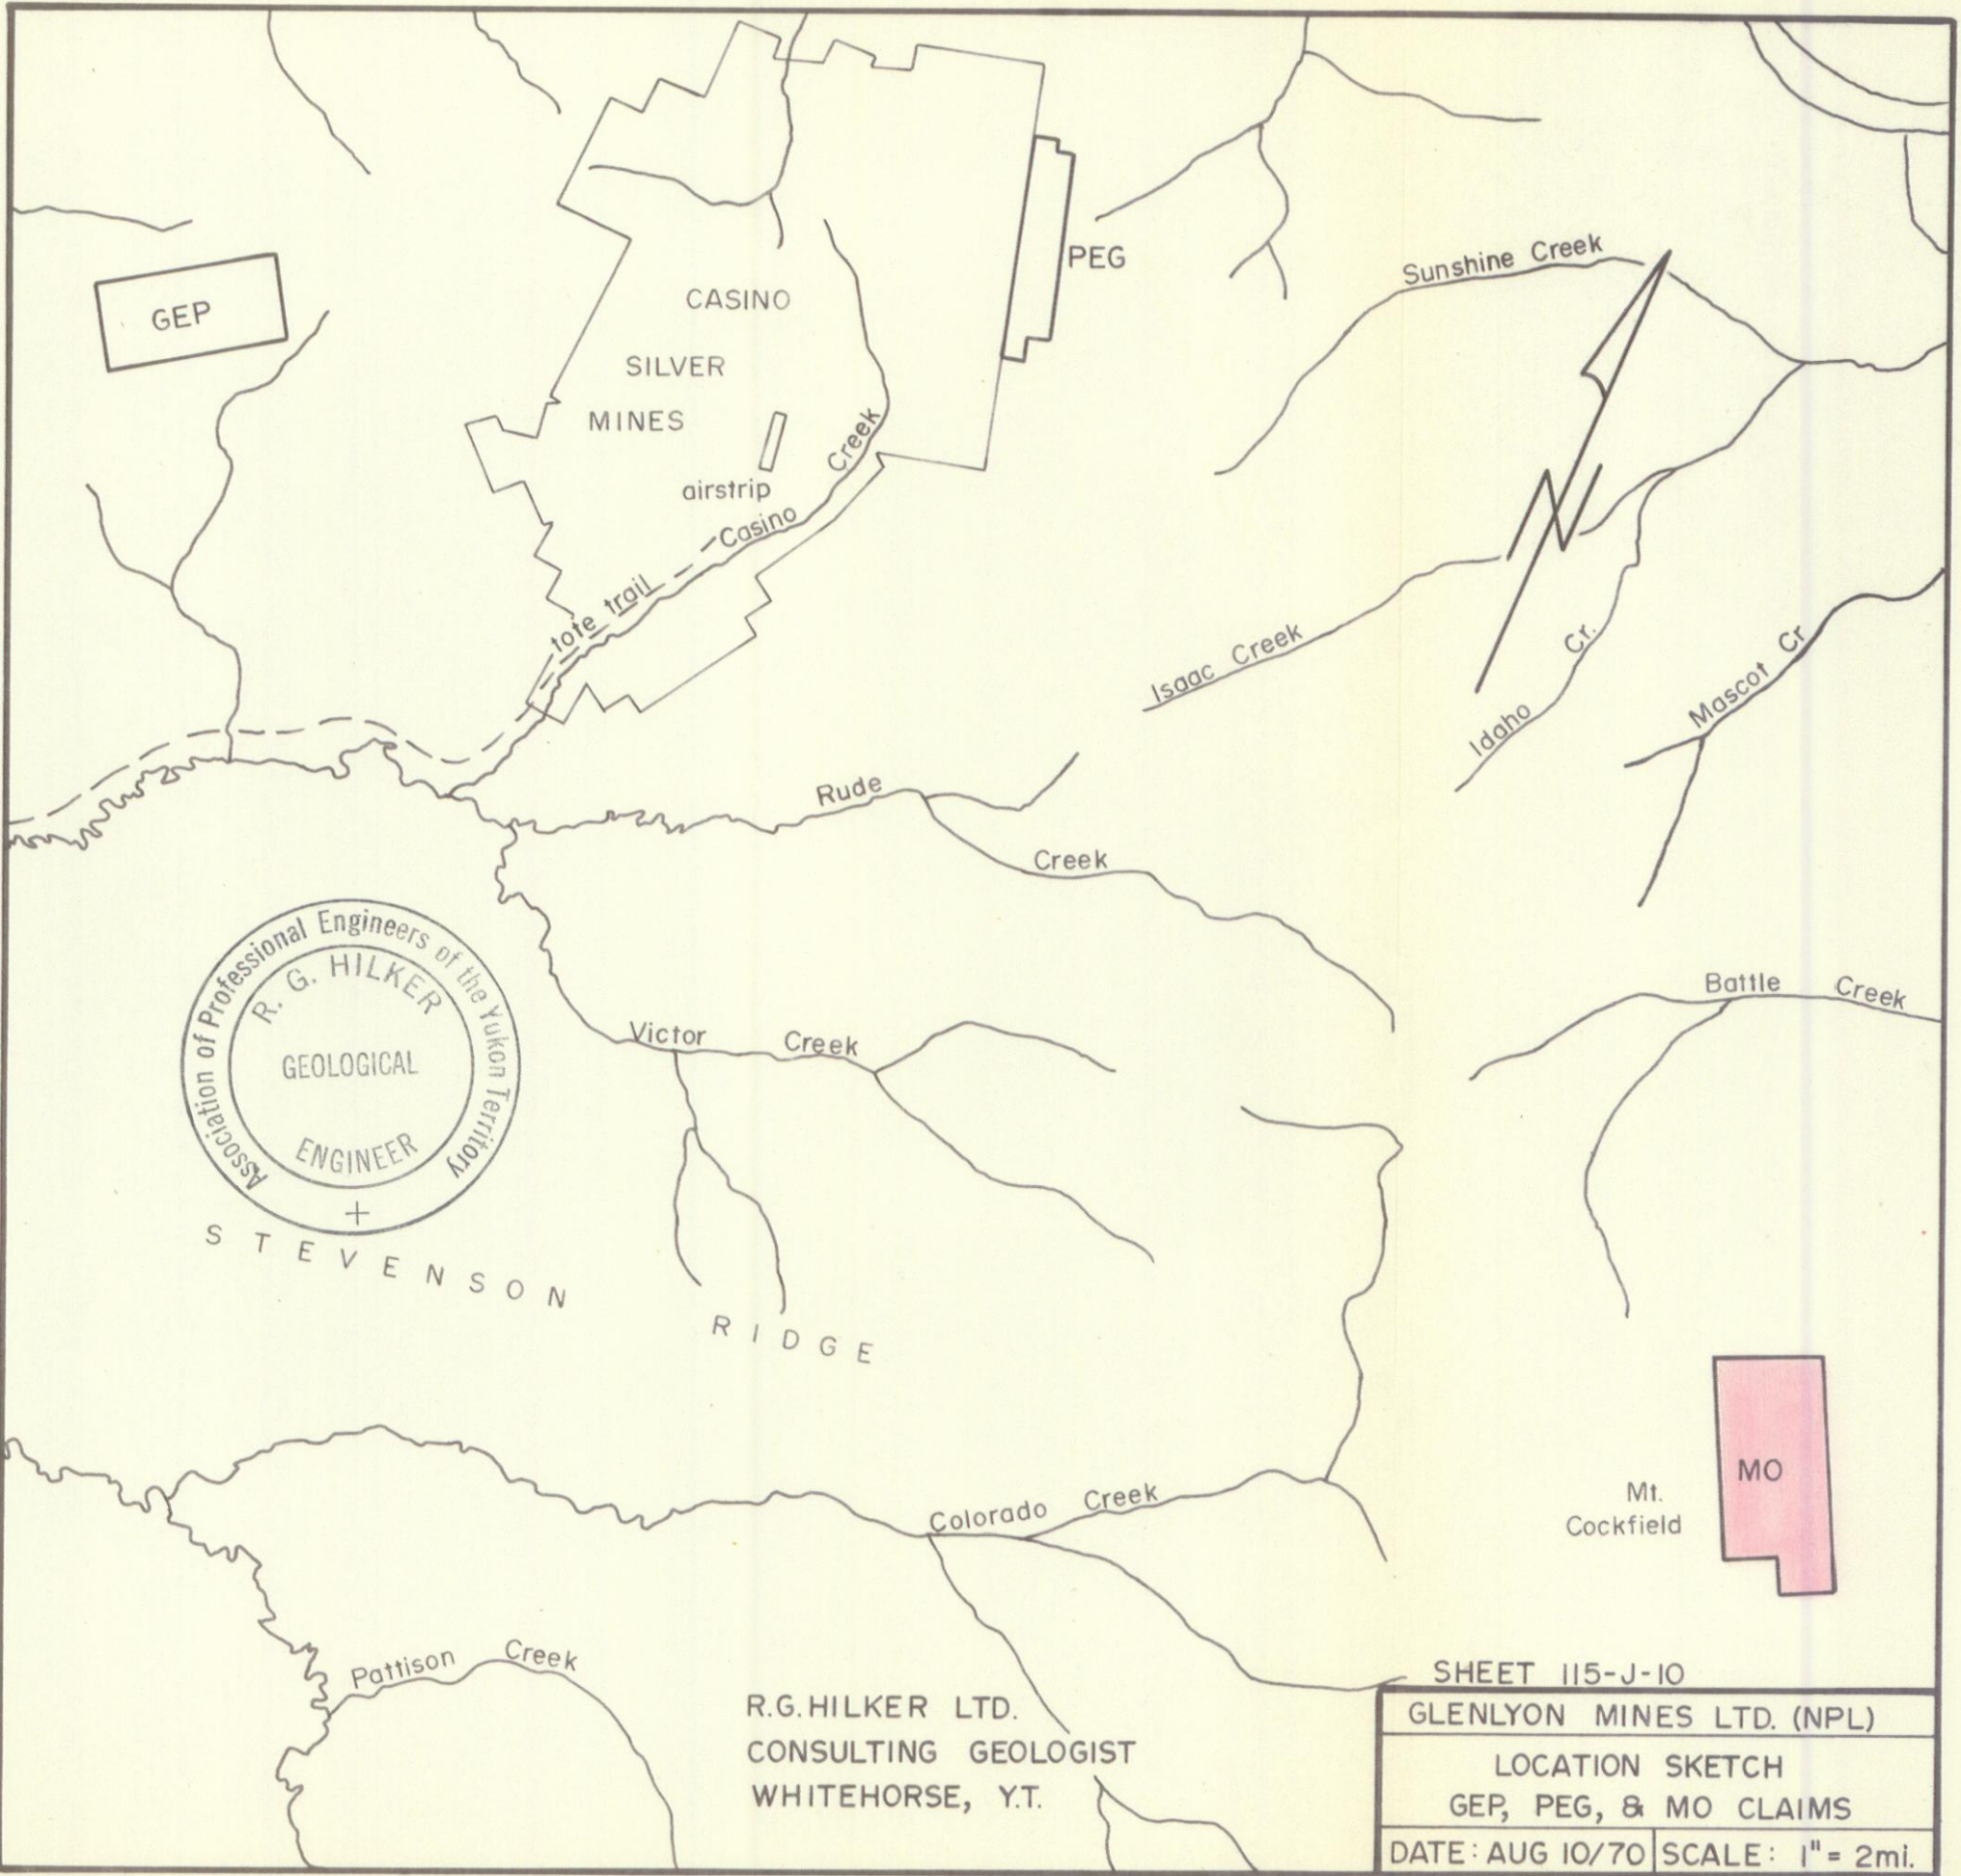 GEP
CASINO
SILVER
MINES
airstrip
PEG
Casino Creek
tote trail
Sunshine Creek
N
Isaac Creek
Idaho Cr.
Mascot Cr
Rude Creek
Battle Creek
Victor Creek
Association of Professional Engineers of the Yukon Territory
R. G. HILKER
GEOLOGICAL
ENGINEER
STEVENSON RIDGE
Colorado Creek
Mt.
Cockfield
MO
Pattison Creek
R.G. HILKER LTD.
CONSULTING GEOLOGIST
WHITEHORSE, Y.T.
SHEET 115-J-10
GLENLYON MINES LTD. (NPL)
LOCATION SKETCH
GEP, PEG, & MO CLAIMS
DATE: AUG 10/70 SCALE: 1" = 2mi.